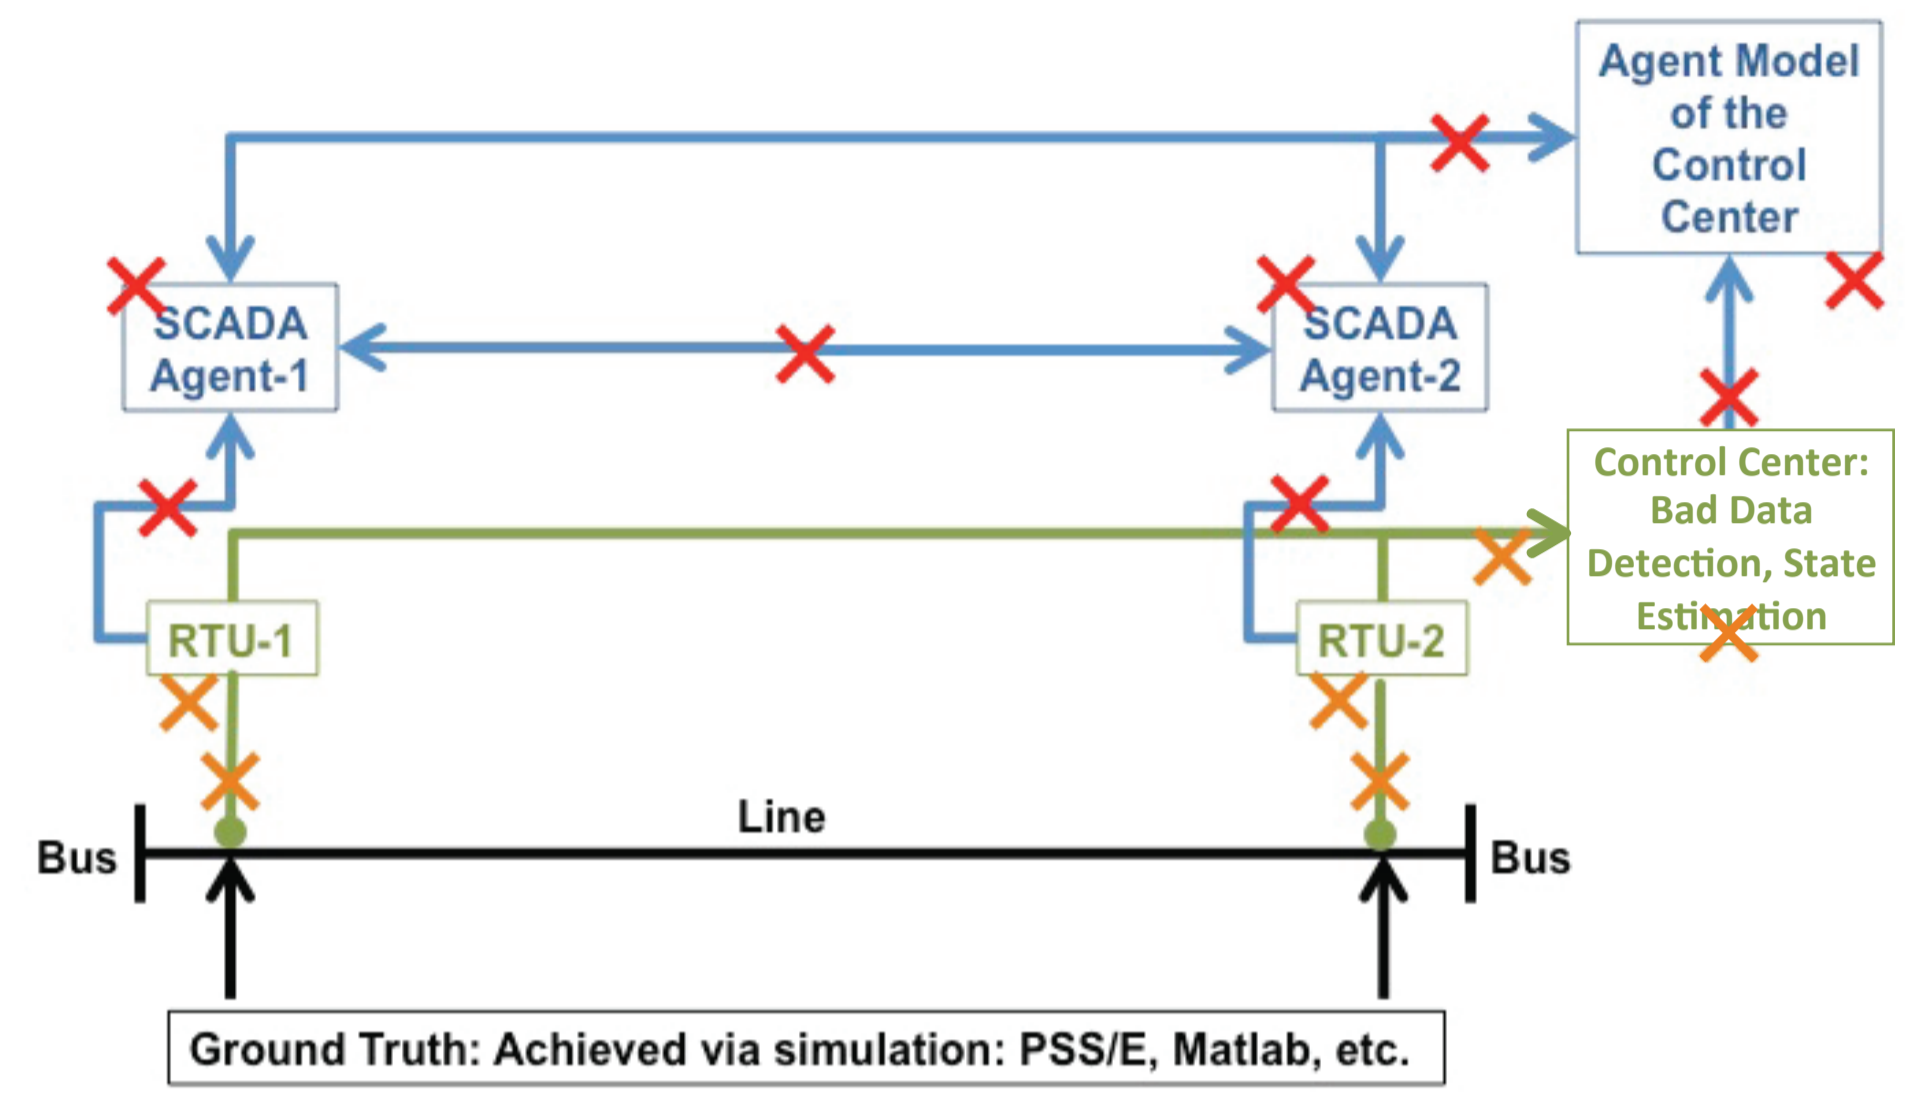 Agent Model
of the
Control
Center
SCADA
Agent-1
SCADA
Agent-2
Control Center:
Bad Data
Detection, State
Estimation
RTU-1
RTU-2
Line
Bus
Bus
Ground Truth: Achieved via simulation: PSS/E, Matlab, etc.